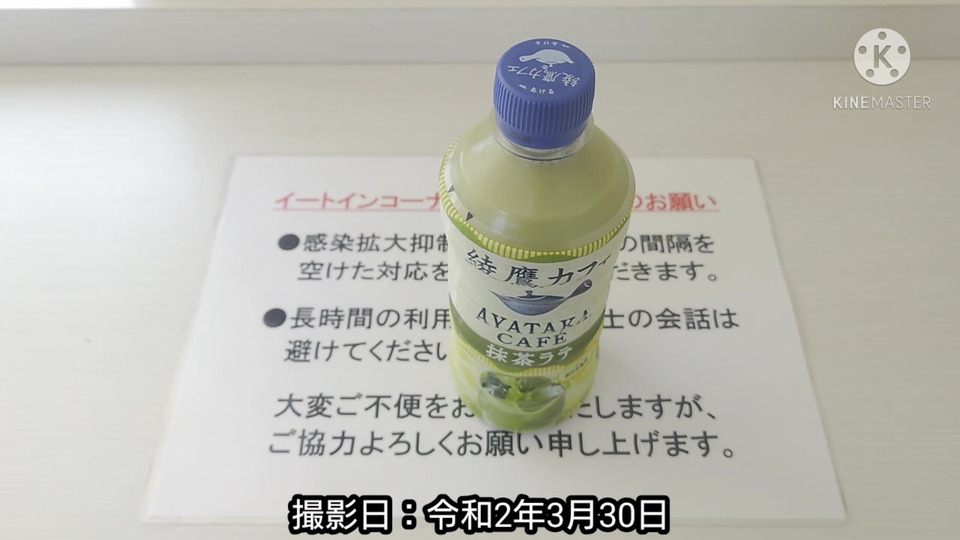 綾鷹カフェ
KINEMASTER
イートインコーナ のお願い
●感染拡大抑制 の間隔を
空けた対応を だきます。
●長時間の利用 士の会話は
避けてくださ
大変ご不便をお たしますが、
ご協力よろしくお願い申し上げます。
綾鷹カフェ
AYATAKA
CAFÉ
抹茶ラテ
撮影日：令和2年3月30日